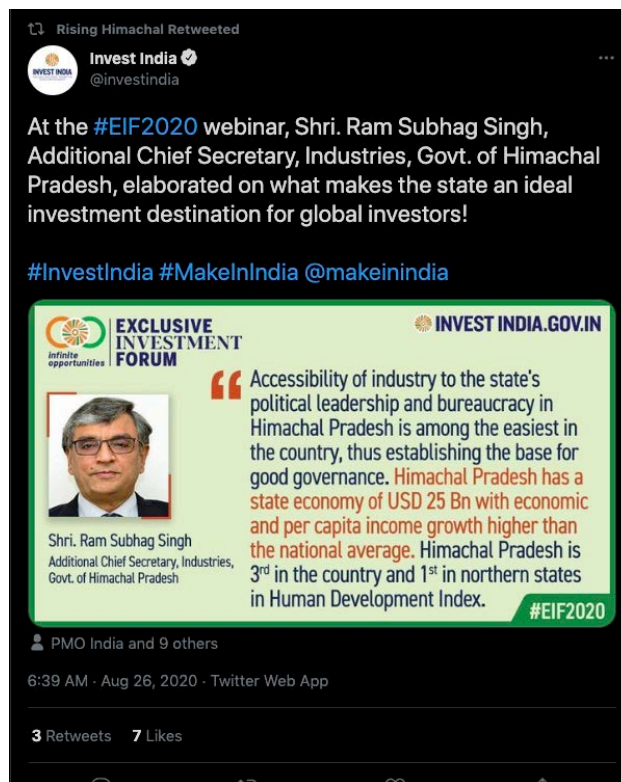 Rising Himachal Retweeted
Invest India
@investindia
At the #EIF2020 webinar, Shri. Ram Subhag Singh,
Additional Chief Secretary, Industries, Govt. of Himachal
Pradesh, elaborated on what makes the state an ideal
investment destination for global investors!
#InvestIndia #MakeInIndia @makeinindia
infinite
opportunities
EXCLUSIVE
INVESTMENT
FORUM
INVEST INDIA.GOV.IN
Accessibility of industry to the state's
political leadership and bureaucracy in
Himachal Pradesh is among the easiest in
the country, thus establishing the base for
good governance. Himachal Pradesh has a
state economy of USD 25 Bn with economic
and per capita income growth higher than
the national average. Himachal Pradesh is
3rd in the country and 1st in northern states
in Human Development Index.
Shri. Ram Subhag Singh
Additional Chief Secretary, Industries,
Govt. of Himachal Pradesh
#EIF2020
PMO India and 9 others
6:39 AM · Aug 26, 2020 · Twitter Web App
3 Retweets 7 Likes